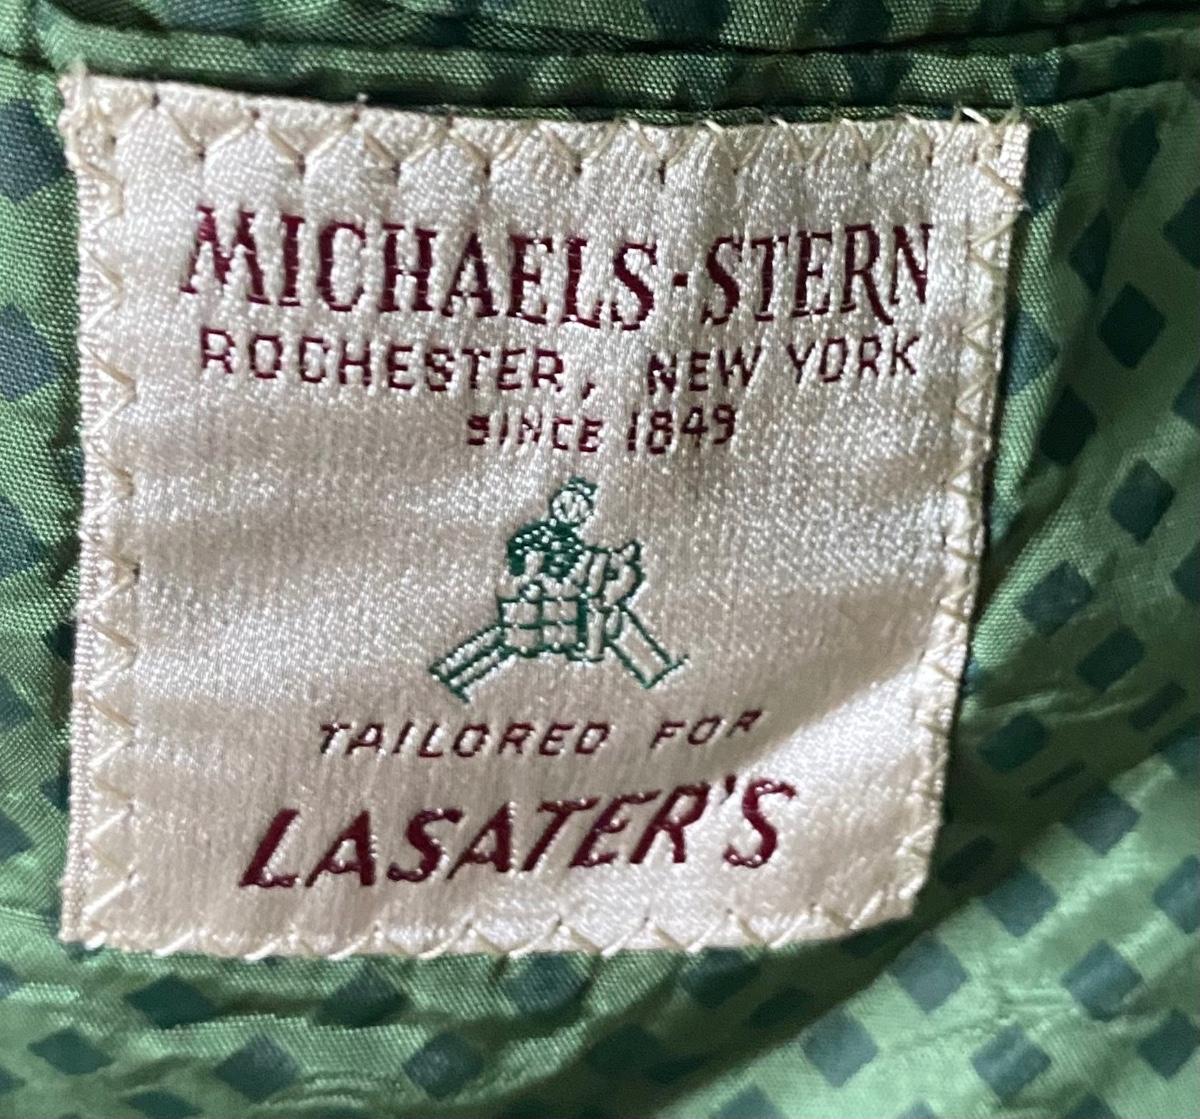 MICHAELS·STERN
ROCHESTER, NEW YORK
SINCE 1849
TAILORED FOR
LASATER'S